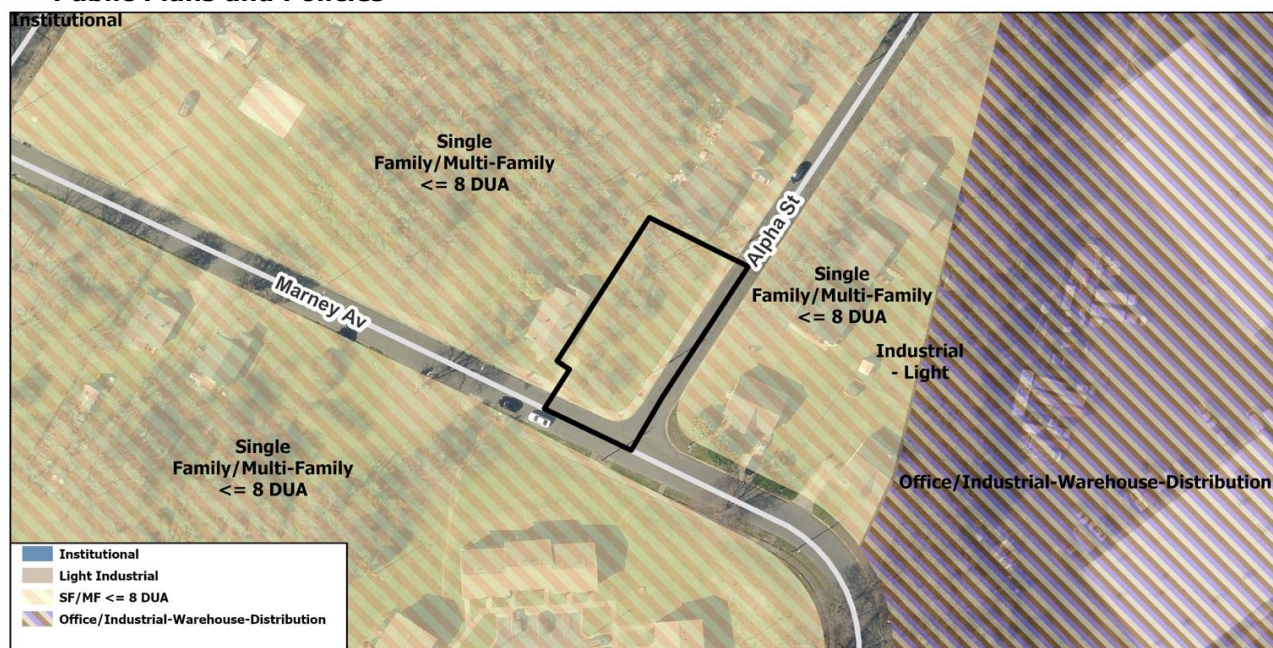 Public Plans and Policies
Institutional
Single
Family/Multi-Family
<= 8 DUA
Alpha St
Marney Av
Single
Family/Multi-Family
<= 8 DUA
Industrial
- Light
Single
Family/Multi-Family
<= 8 DUA
Office/Industrial-Warehouse-Distribution
Institutional
Light Industrial
SF/MF <= 8 DUA
Office/Industrial-Warehouse-Distribution